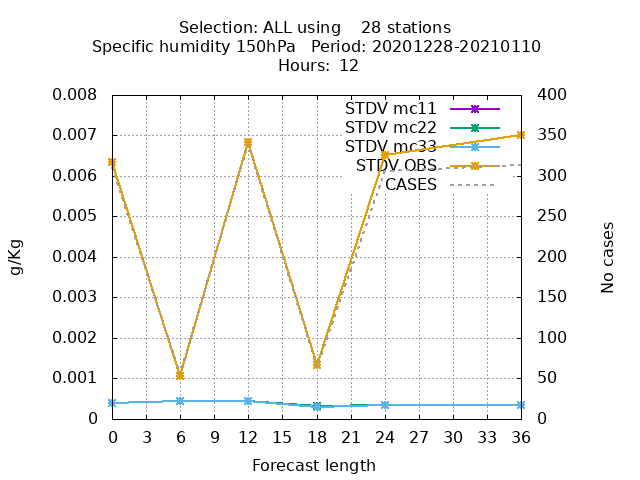 Selection: ALL using    28 stations
Specific humidity 150hPa   Period: 20201228-20210110
Hours: 12
0.008
0.007
0.006
0.005
0.004
0.003
0.002
0.001
0
g/Kg
STDV mc11
STDV mc22
STDV mc33
STDV OBS
CASES
400
350
300
250
200
150
100
50
0
No cases
0 3 6 9 12 15 18 21 24 27 30 33 36
Forecast length